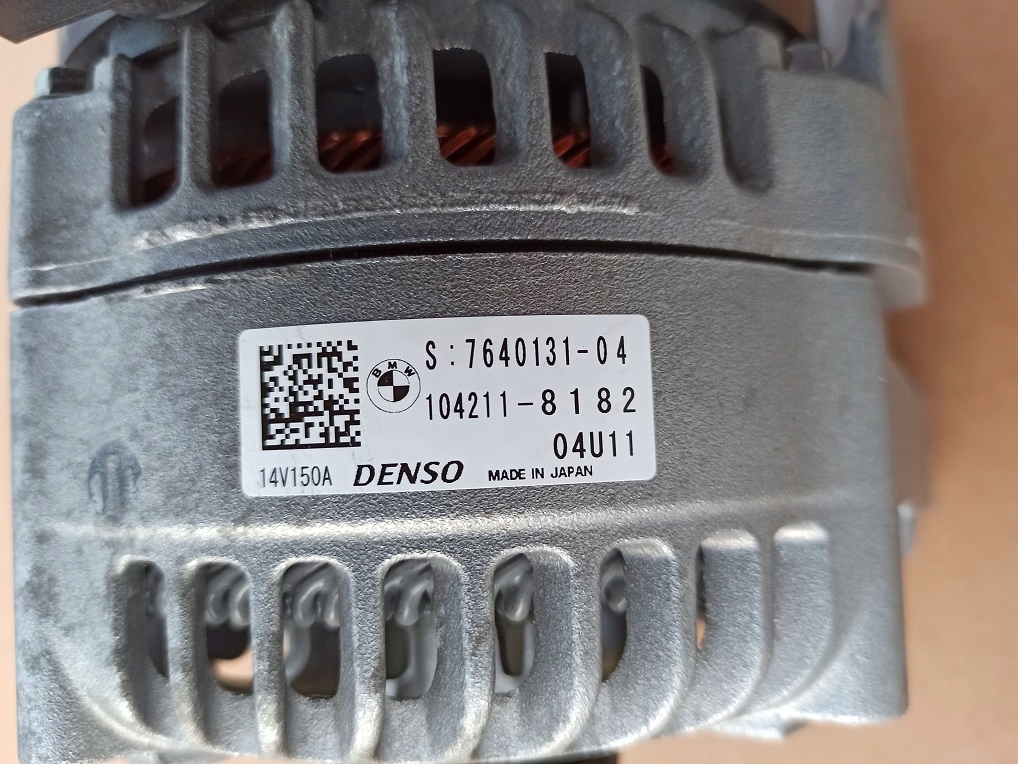 BMW
S:7640131-04
104211-8182
04U11
14V150A DENSO MADE IN JAPAN